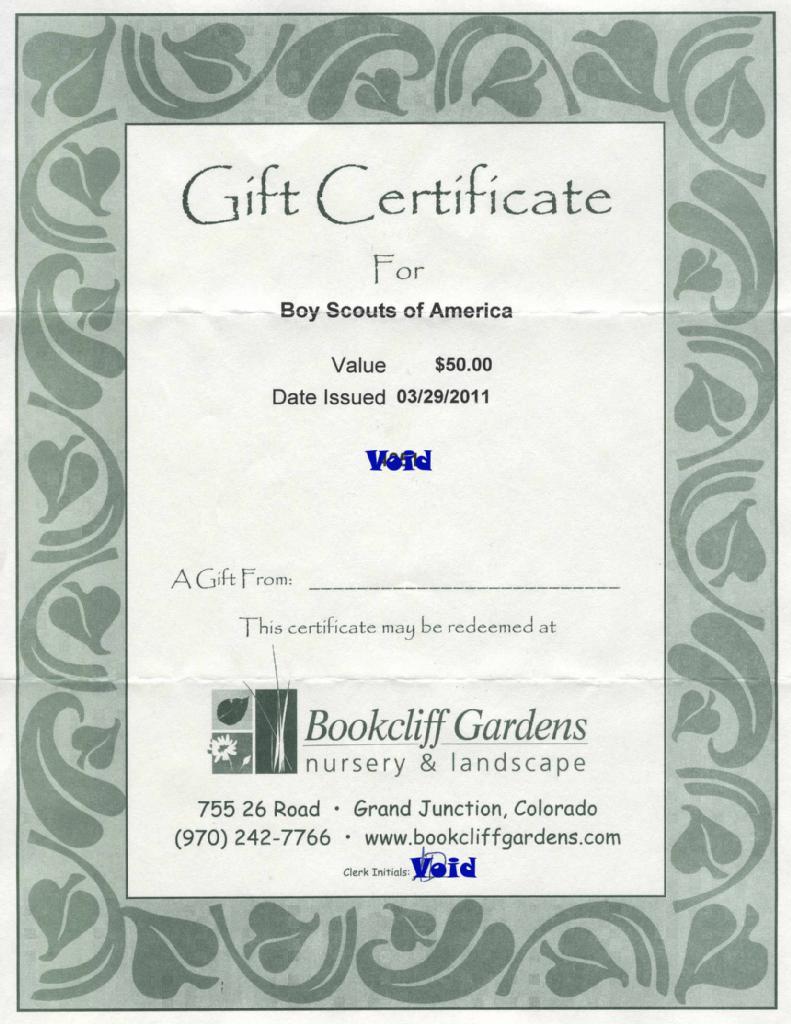 Gift Certificate
For
Boy Scouts of America
Value $50.00
Date Issued 03/29/2011
Void
A Gift From: ____________________________
This certificate may be redeemed at
Bookcliff Gardens
nursery & landscape
755 26 Road • Grand Junction, Colorado
(970) 242-7766 • www.bookcliffgardens.com
Clerk Initials: Void